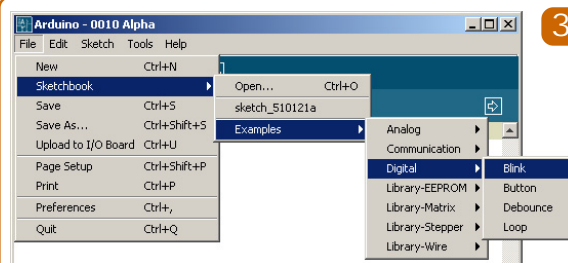 Arduino - 0010 Alpha
3
File Edit Sketch Tools Help
New Ctrl+N
Sketchbook
Save Ctrl+S
Save As... Ctrl+Shift+S
Upload to I/O Board Ctrl+U
Page Setup Ctrl+Shift+P
Print Ctrl+P
Preferences Ctrl+,
Quit Ctrl+Q
Open... Ctrl+O
sketch_510121a
Examples
Analog
Communication
Digital
Library-EEPROM
Library-Matrix
Library-Stepper
Library-Wire
Blink
Button
Debounce
Loop